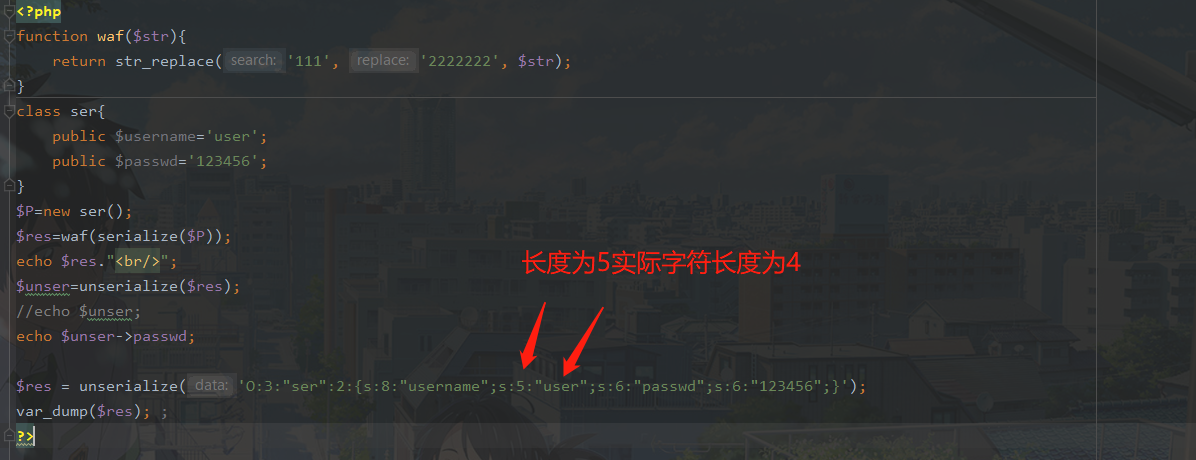 <?php
function waf($str){
return str_replace( search: '111', replace: '2222222', $str);
}
class ser{
public $username='user';
public $passwd='123456';
}
$P=new ser();
$res=waf(serialize($P));
echo $res."<br/>";
长度为5实际字符长度为4
$unser=unserialize($res);
//echo $unser;
echo $unser->passwd;
$res = unserialize( data: 'O:3:"ser":2:{s:8:"username";s:5:"user";s:6:"passwd";s:6:"123456";}');
var_dump($res); ;
?>